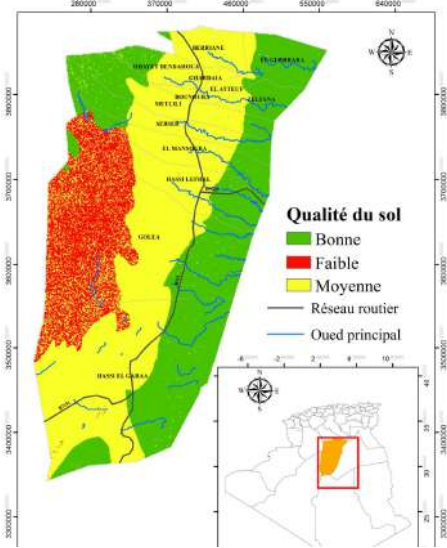 280000 370000 460000 550000 640000
N
W E
S
BERRIANE
EL GUERRARA
DHAYET BENDAHOUA
GHARDAIA
EL ATTEUF
BOUNOURA
METLILI
ZELFANA
SEBSEB
EL MANSOURA
HASSI LEFHAL
GOLEA
HASSI EL GARAA
3800000
3700000
3600000
3500000
3400000
3300000
Qualité du sol
Bonne
Faible
Moyenne
Réseau routier
Oued principal
N
W E
S